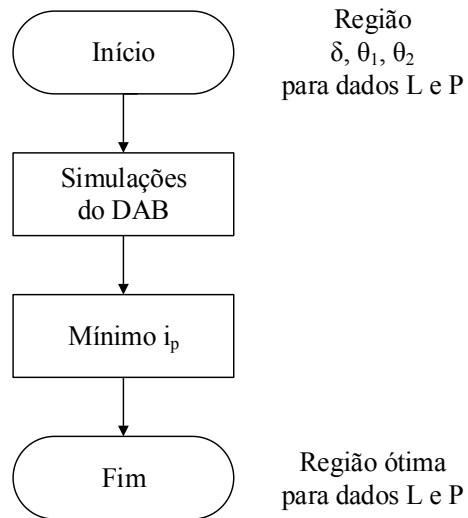 Início
Região
δ, θ₁, θ₂
para dados L e P
Simulações
do DAB
Mínimo iₚ
Fim
Região ótima
para dados L e P